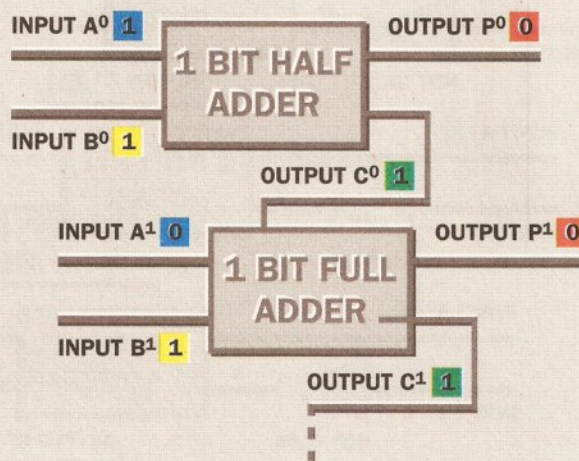 INPUT A⁰ 1
OUTPUT P⁰ 0
1 BIT HALF
ADDER
INPUT B⁰ 1
OUTPUT C⁰ 1
INPUT A¹ 0
OUTPUT P¹ 0
1 BIT FULL
ADDER
INPUT B¹ 1
OUTPUT C¹ 1